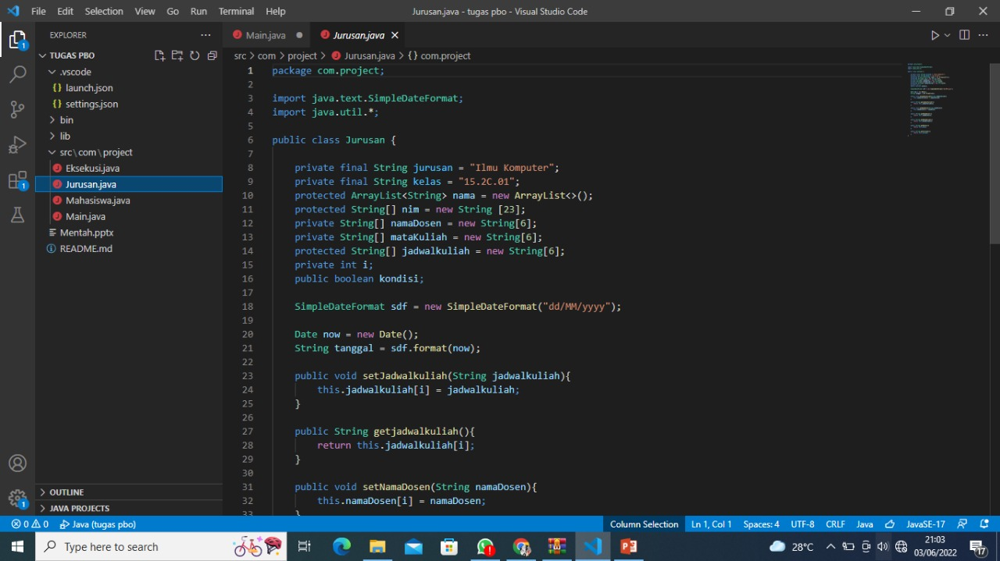 File Edit Selection View Go Run Terminal Help
Jurusan.java - tugas pbo - Visual Studio Code
EXPLORER
Main.java
Jurusan.java
TUGAS PBO
.vscode
launch.json
settings.json
bin
lib
src\com\project
Eksekusi.java
Jurusan.java
Mahasiswa.java
Main.java
Mentah.pptx
README.md
OUTLINE
JAVA PROJECTS
src > com > project > Jurusan.java > {} com.project
1 package com.project;
2
3 import java.text.SimpleDateFormat;
4 import java.util.*;
5
6 public class Jurusan {
7
8 private final String jurusan = "Ilmu Komputer";
9 private final String kelas = "15.2C.01";
10 protected ArrayList<String> nama = new ArrayList<>();
11 protected String[] nim = new String [23];
12 private String[] namaDosen = new String[6];
13 private String[] mataKuliah = new String[6];
14 protected String[] jadwalkuliah = new String[6];
15 private int i;
16 public boolean kondisi;
17
18 SimpleDateFormat sdf = new SimpleDateFormat("dd/MM/yyyy");
19
20 Date now = new Date();
21 String tanggal = sdf.format(now);
22
23 public void setJadwalkuliah(String jadwalkuliah){
24 this.jadwalkuliah[i] = jadwalkuliah;
25 }
26
27 public String getjadwalkuliah(){
28 return this.jadwalkuliah[i];
29 }
30
31 public void setNamaDosen(String namaDosen){
32 this.namaDosen[i] = namaDosen;
33 }
0 0 Java (tugas pbo)
Column Selection Ln 1, Col 1 Spaces: 4 UTF-8 CRLF Java JavaSE-17
Type here to search
28°C
21:03
03/06/2022
17